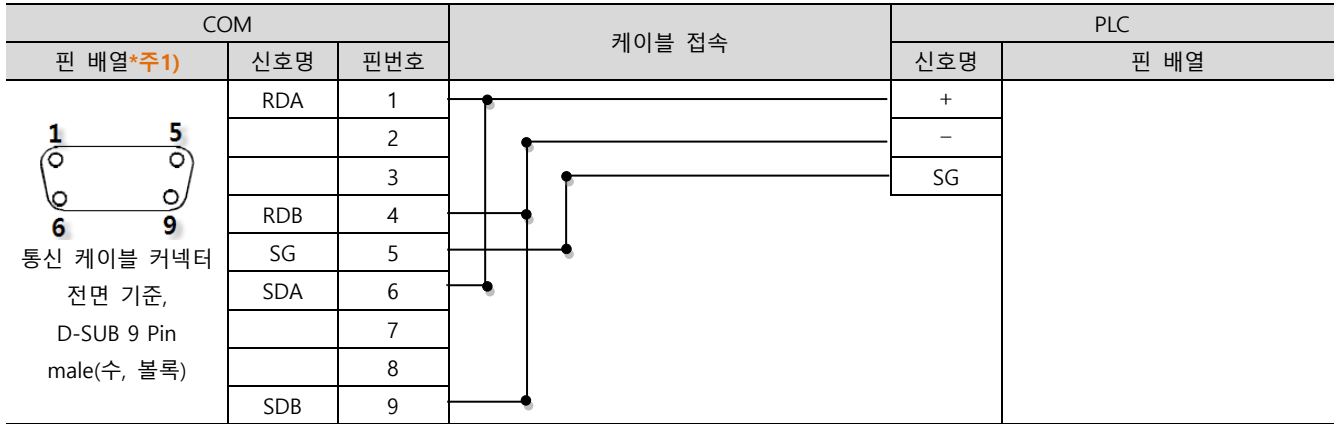 COM 케이블 접속 PLC
핀 배열*주1) 신호명 핀번호 신호명 핀 배열
RDA 1 +
2 −
3 SG
RDB 4
SG 5
SDA 6
7
8
SDB 9
1 5
6 9
통신 케이블 커넥터
전면 기준,
D-SUB 9 Pin
male(수, 볼록)